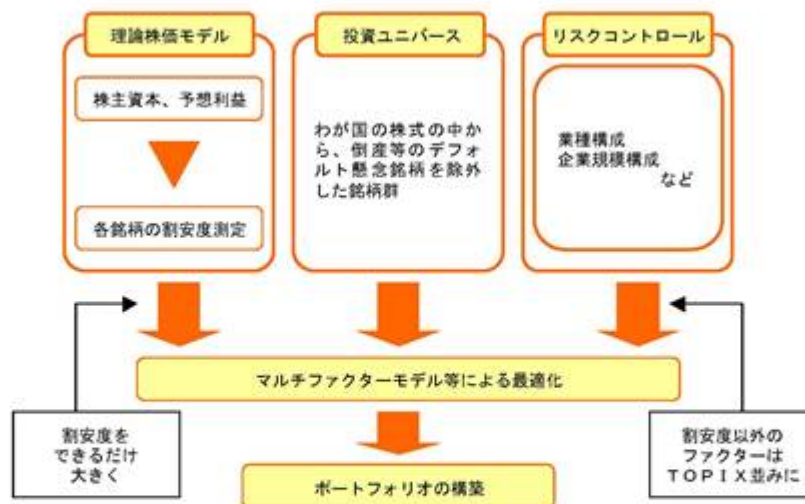 理論株価モデル
株主資本、予想利益
各銘柄の割安度測定
投資ユニバース
わが国の株式の中か
ら、倒産等のデフォ
ルト懸念銘柄を除外
した銘柄群
リスクコントロール
業種構成
企業規模構成
など
マルチファクターモデル等による最適化
割安度を
できるだけ
大きく
割安度以外の
ファクターは
ＴＯＰＩＸ並みに
ポートフォリオの構築